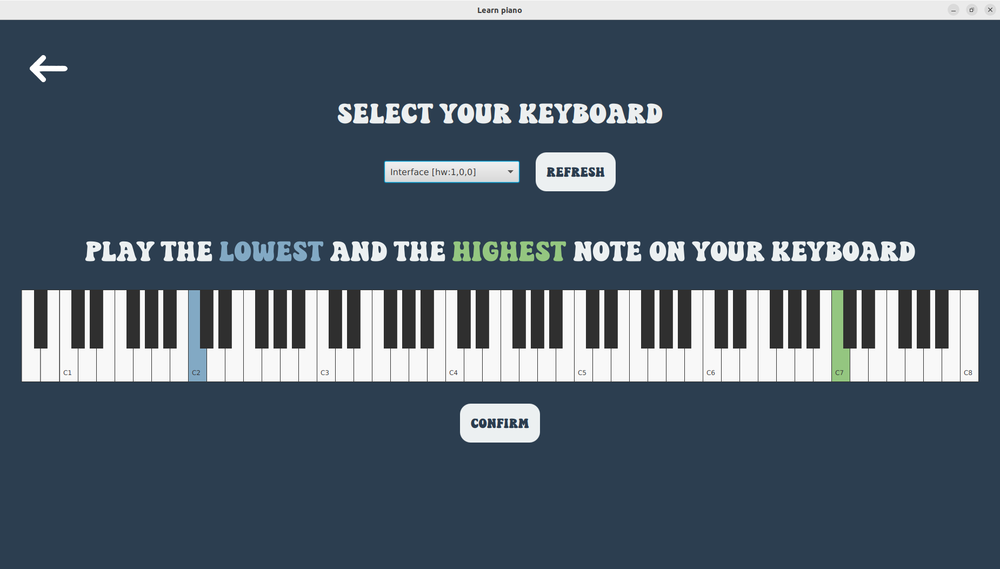 Learn piano
SELECT YOUR KEYBOARD
Interface [hw:1,0,0]
REFRESH
PLAY THE LOWEST AND THE HIGHEST NOTE ON YOUR KEYBOARD
C1 C2 C3 C4 C5 C6 C7 C8
CONFIRM